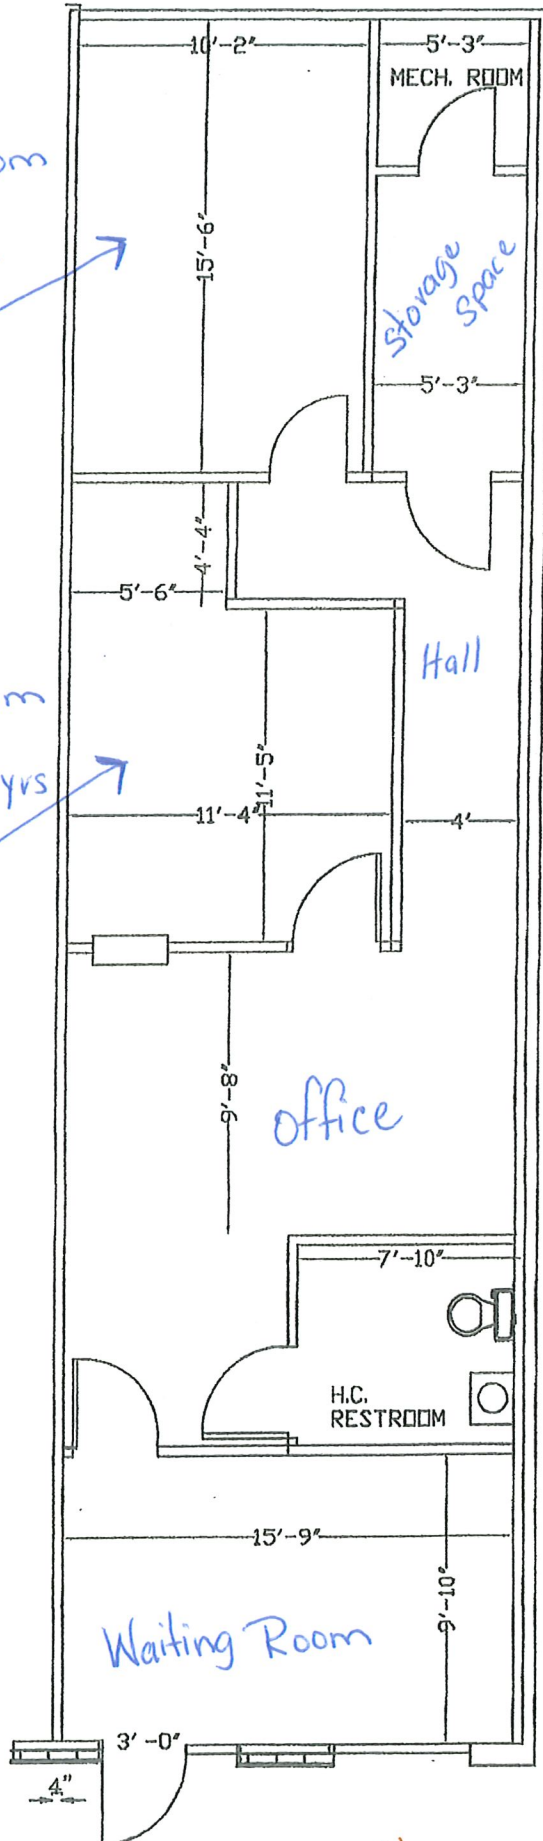 10'-2"
5'-3"
MECH. ROOM
15'-6"
Storage
Space
5'-3"
4'-4"
5'-6"
Hall
yrs
11'-5"
11'-4"
4'
9'-8"
office
7'-10"
H.C.
RESTROOM
15'-9"
9'-10"
Waiting Room
3'-0"
4"